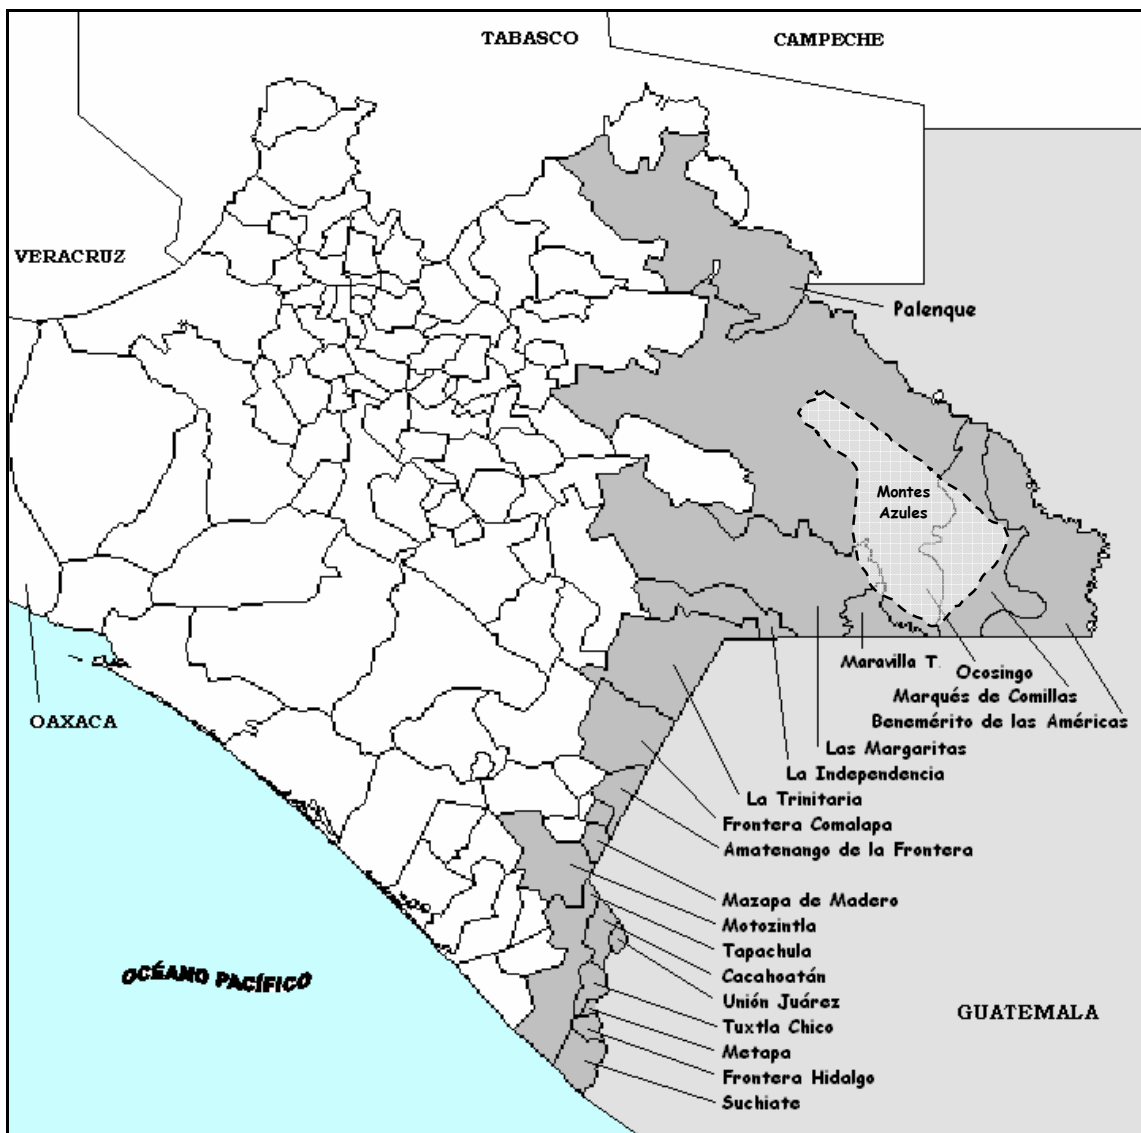 TABASCO
CAMPECHE
VERACRUZ
Palenque
Montes
Azules
Maravilla T.
Ocosingo
Marqués de Comillas
Benemérito de las Américas
OAXACA
Las Margaritas
La Independencia
La Trinitaria
Frontera Comalapa
Amatenango de la Frontera
Mazapa de Madero
Motozintla
Tapachula
Cacahoatán
Unión Juárez
Tuxtla Chico
Metapa
Frontera Hidalgo
Suchiate
OCÉANO PACÍFICO
GUATEMALA